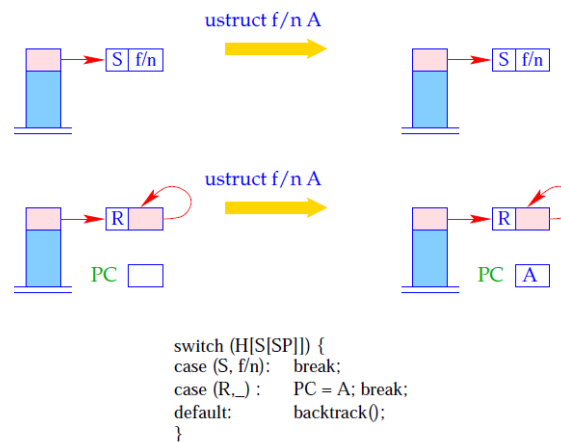 ustruct f/n A
S f/n S f/n
ustruct f/n A
R R
PC PC A
switch (H[S[SP]]) {
case (S, f/n): break;
case (R,_) : PC = A; break;
default: backtrack();
}